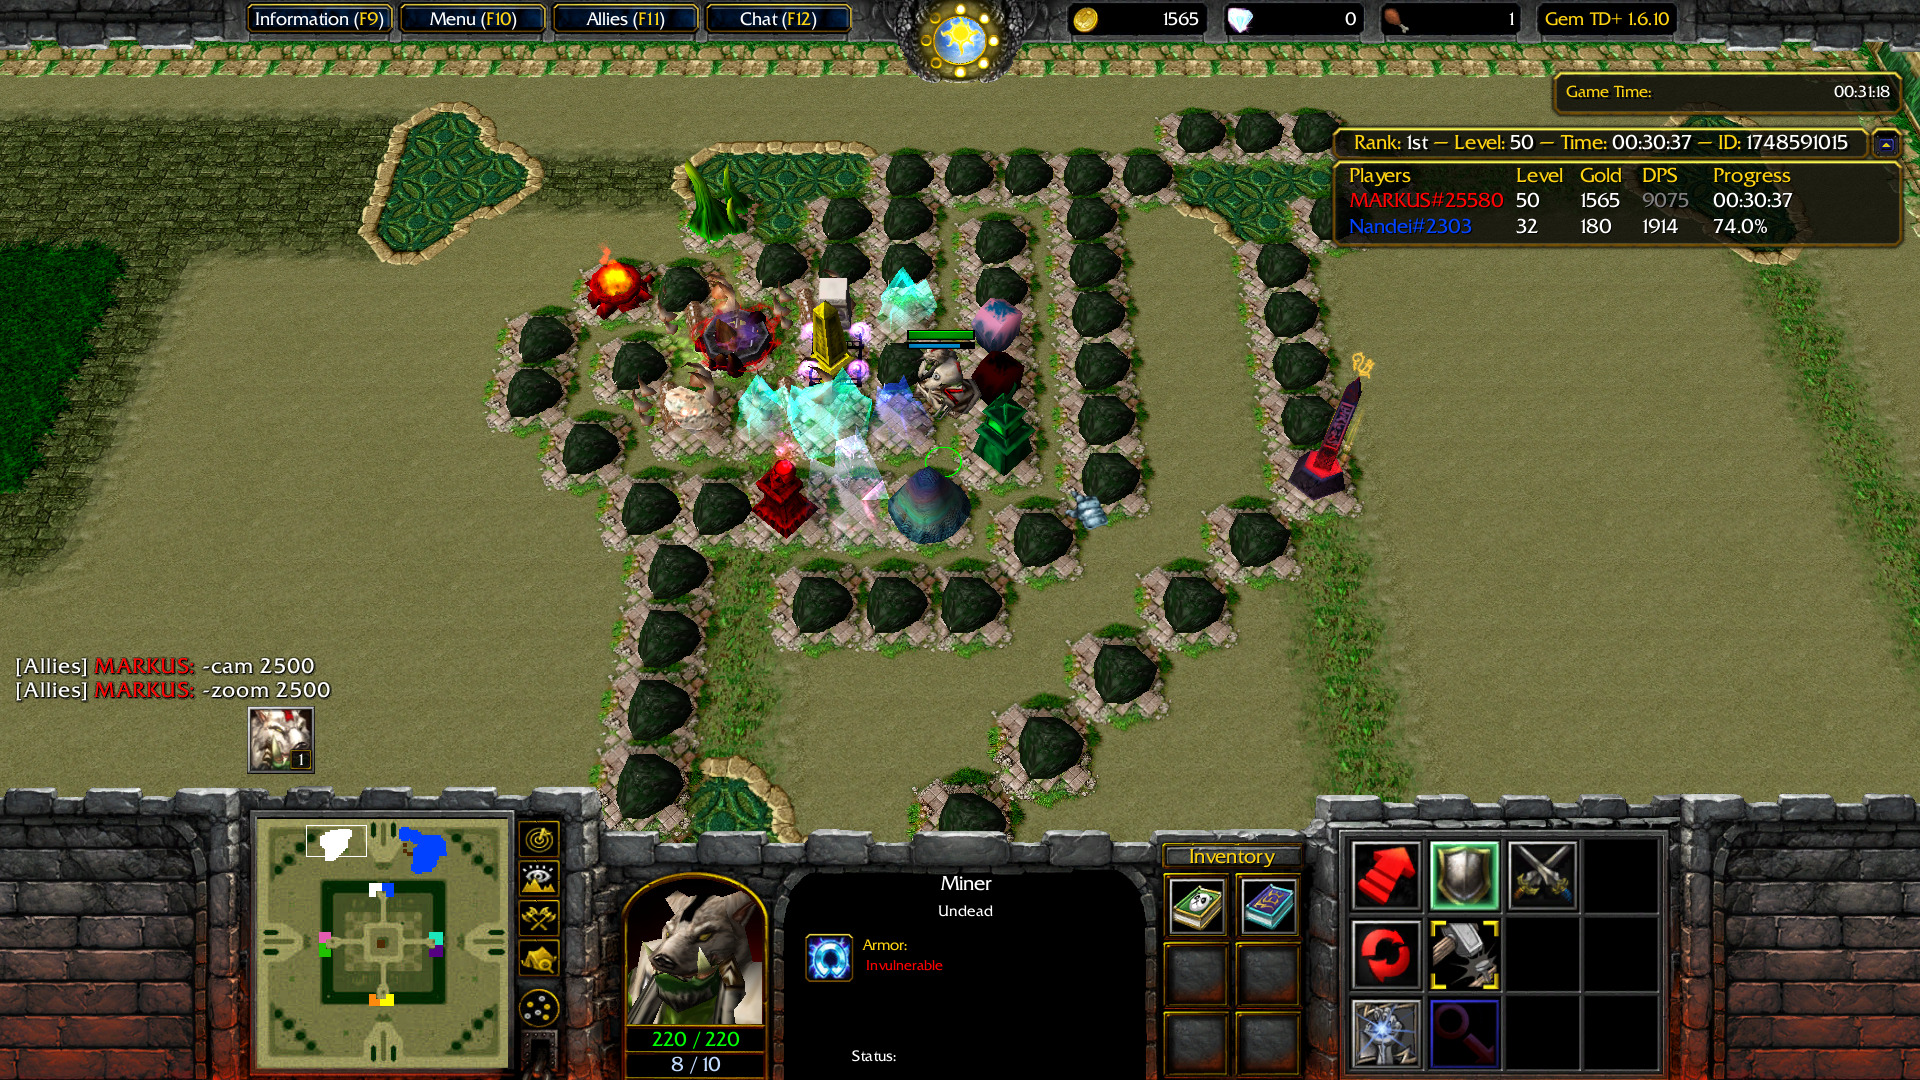 Information (F9) Menu (F10) Allies (F11) Chat (F12) 1565 0 1 Gem TD+ 1.6.10
Game Time: 00:31:18
Rank: 1st — Level: 50 — Time: 00:30:37 — ID: 1748591015
Players Level Gold DPS Progress
MARKUS#25580 50 1565 9075 00:30:37
Nandei#2303 32 180 1914 74.0%
[Allies] MARKUS: -cam 2500
[Allies] MARKUS: -zoom 2500
1
Miner
Undead
Armor:
Invulnerable
Status:
220 / 220
8 / 10
Inventory